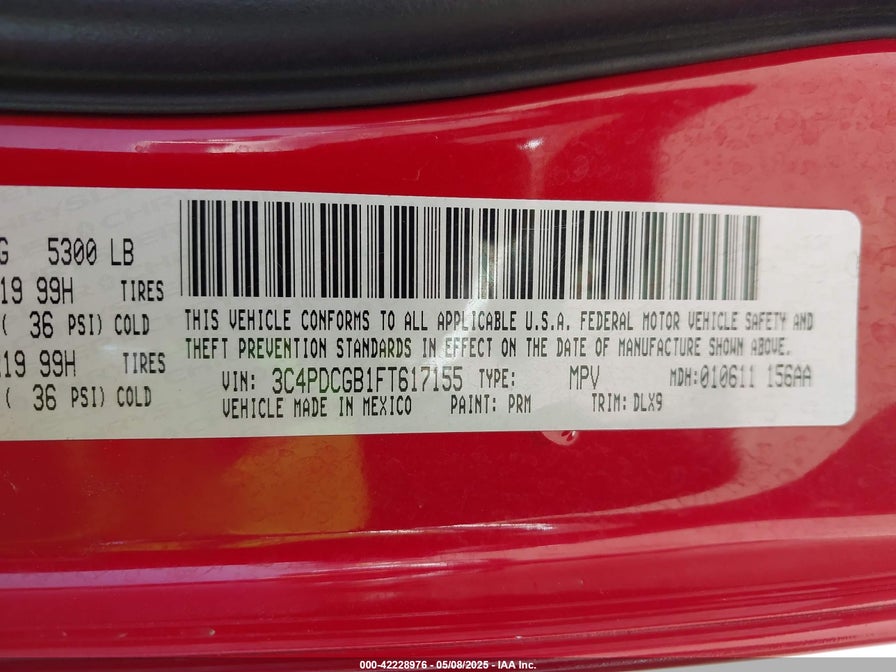 G 5300 LB
19 99H TIRES
( 36 PSI) COLD
19 99H TIRES
( 36 PSI) COLD
THIS VEHICLE CONFORMS TO ALL APPLICABLE U.S.A. FEDERAL MOTOR VEHICLE SAFETY AND
THEFT PREVENTION STANDARDS IN EFFECT ON THE DATE OF MANUFACTURE SHOWN ABOVE.
VIN: 3C4PDCGB1FT617155 TYPE: MPV MDH: 010611 156AA
VEHICLE MADE IN MEXICO PAINT: PRM TRIM: DLX9
000-42228976 - 05/08/2025 - IAA Inc.